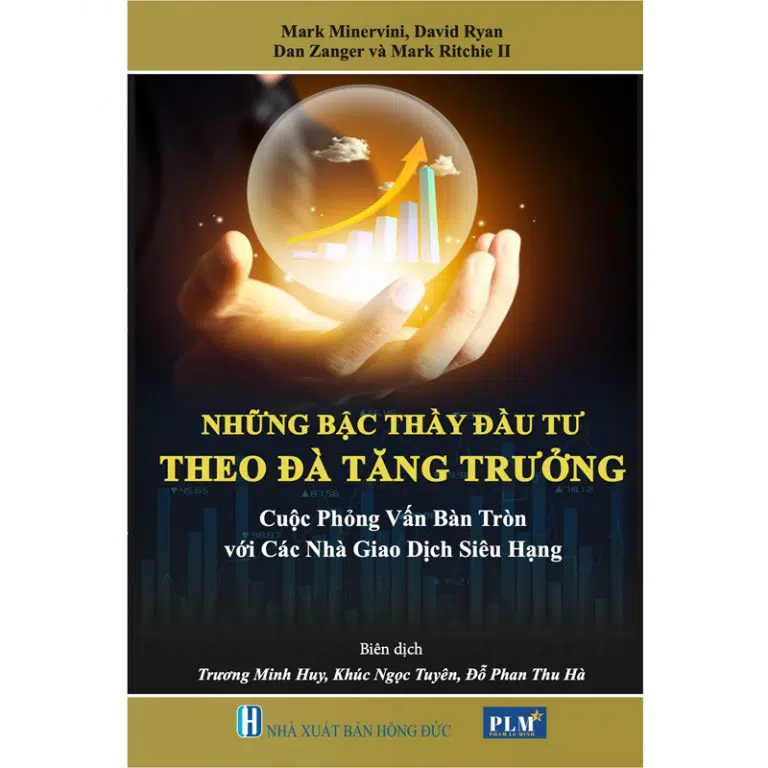 Mark Minervini, David Ryan
Dan Zanger và Mark Ritchie II
NHỮNG BẬC THẦY ĐẦU TƯ
THEO ĐÀ TĂNG TRƯỞNG
Cuộc Phỏng Vấn Bàn Tròn
với Các Nhà Giao Dịch Siêu Hạng
Biên dịch
Trương Minh Huy, Khúc Ngọc Tuyên, Đỗ Phan Thu Hà
H NHÀ XUẤT BẢN HỒNG ĐỨC
PLM